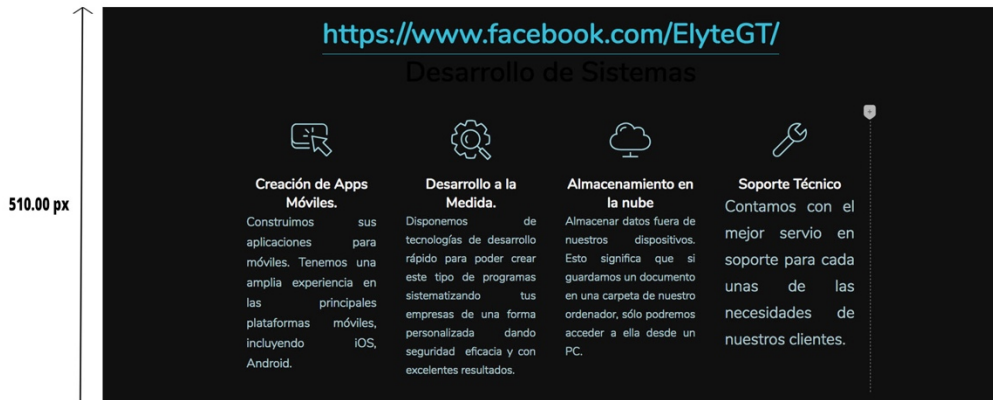 https://www.facebook.com/ElyteGT/
Desarrollo de Sistemas
510.00 px
Creación de Apps
Móviles.
Construimos sus
aplicaciones para
móviles. Tenemos una
amplia experiencia en
las principales
plataformas móviles,
incluyendo iOS,
Android.
Desarrollo a la
Medida.
Disponemos de
tecnologías de desarrollo
rápido para poder crear
este tipo de programas
sistematizando tus
empresas de una forma
personalizada dando
seguridad eficacia y con
excelentes resultados.
Almacenamiento en
la nube
Almacenar datos fuera de
nuestros dispositivos.
Esto significa que si
guardamos un documento
en una carpeta de nuestro
ordenador, sólo podremos
acceder a ella desde un
PC.
Soporte Técnico
Contamos con el
mejor servio en
soporte para cada
unas de las
necesidades de
nuestros clientes.